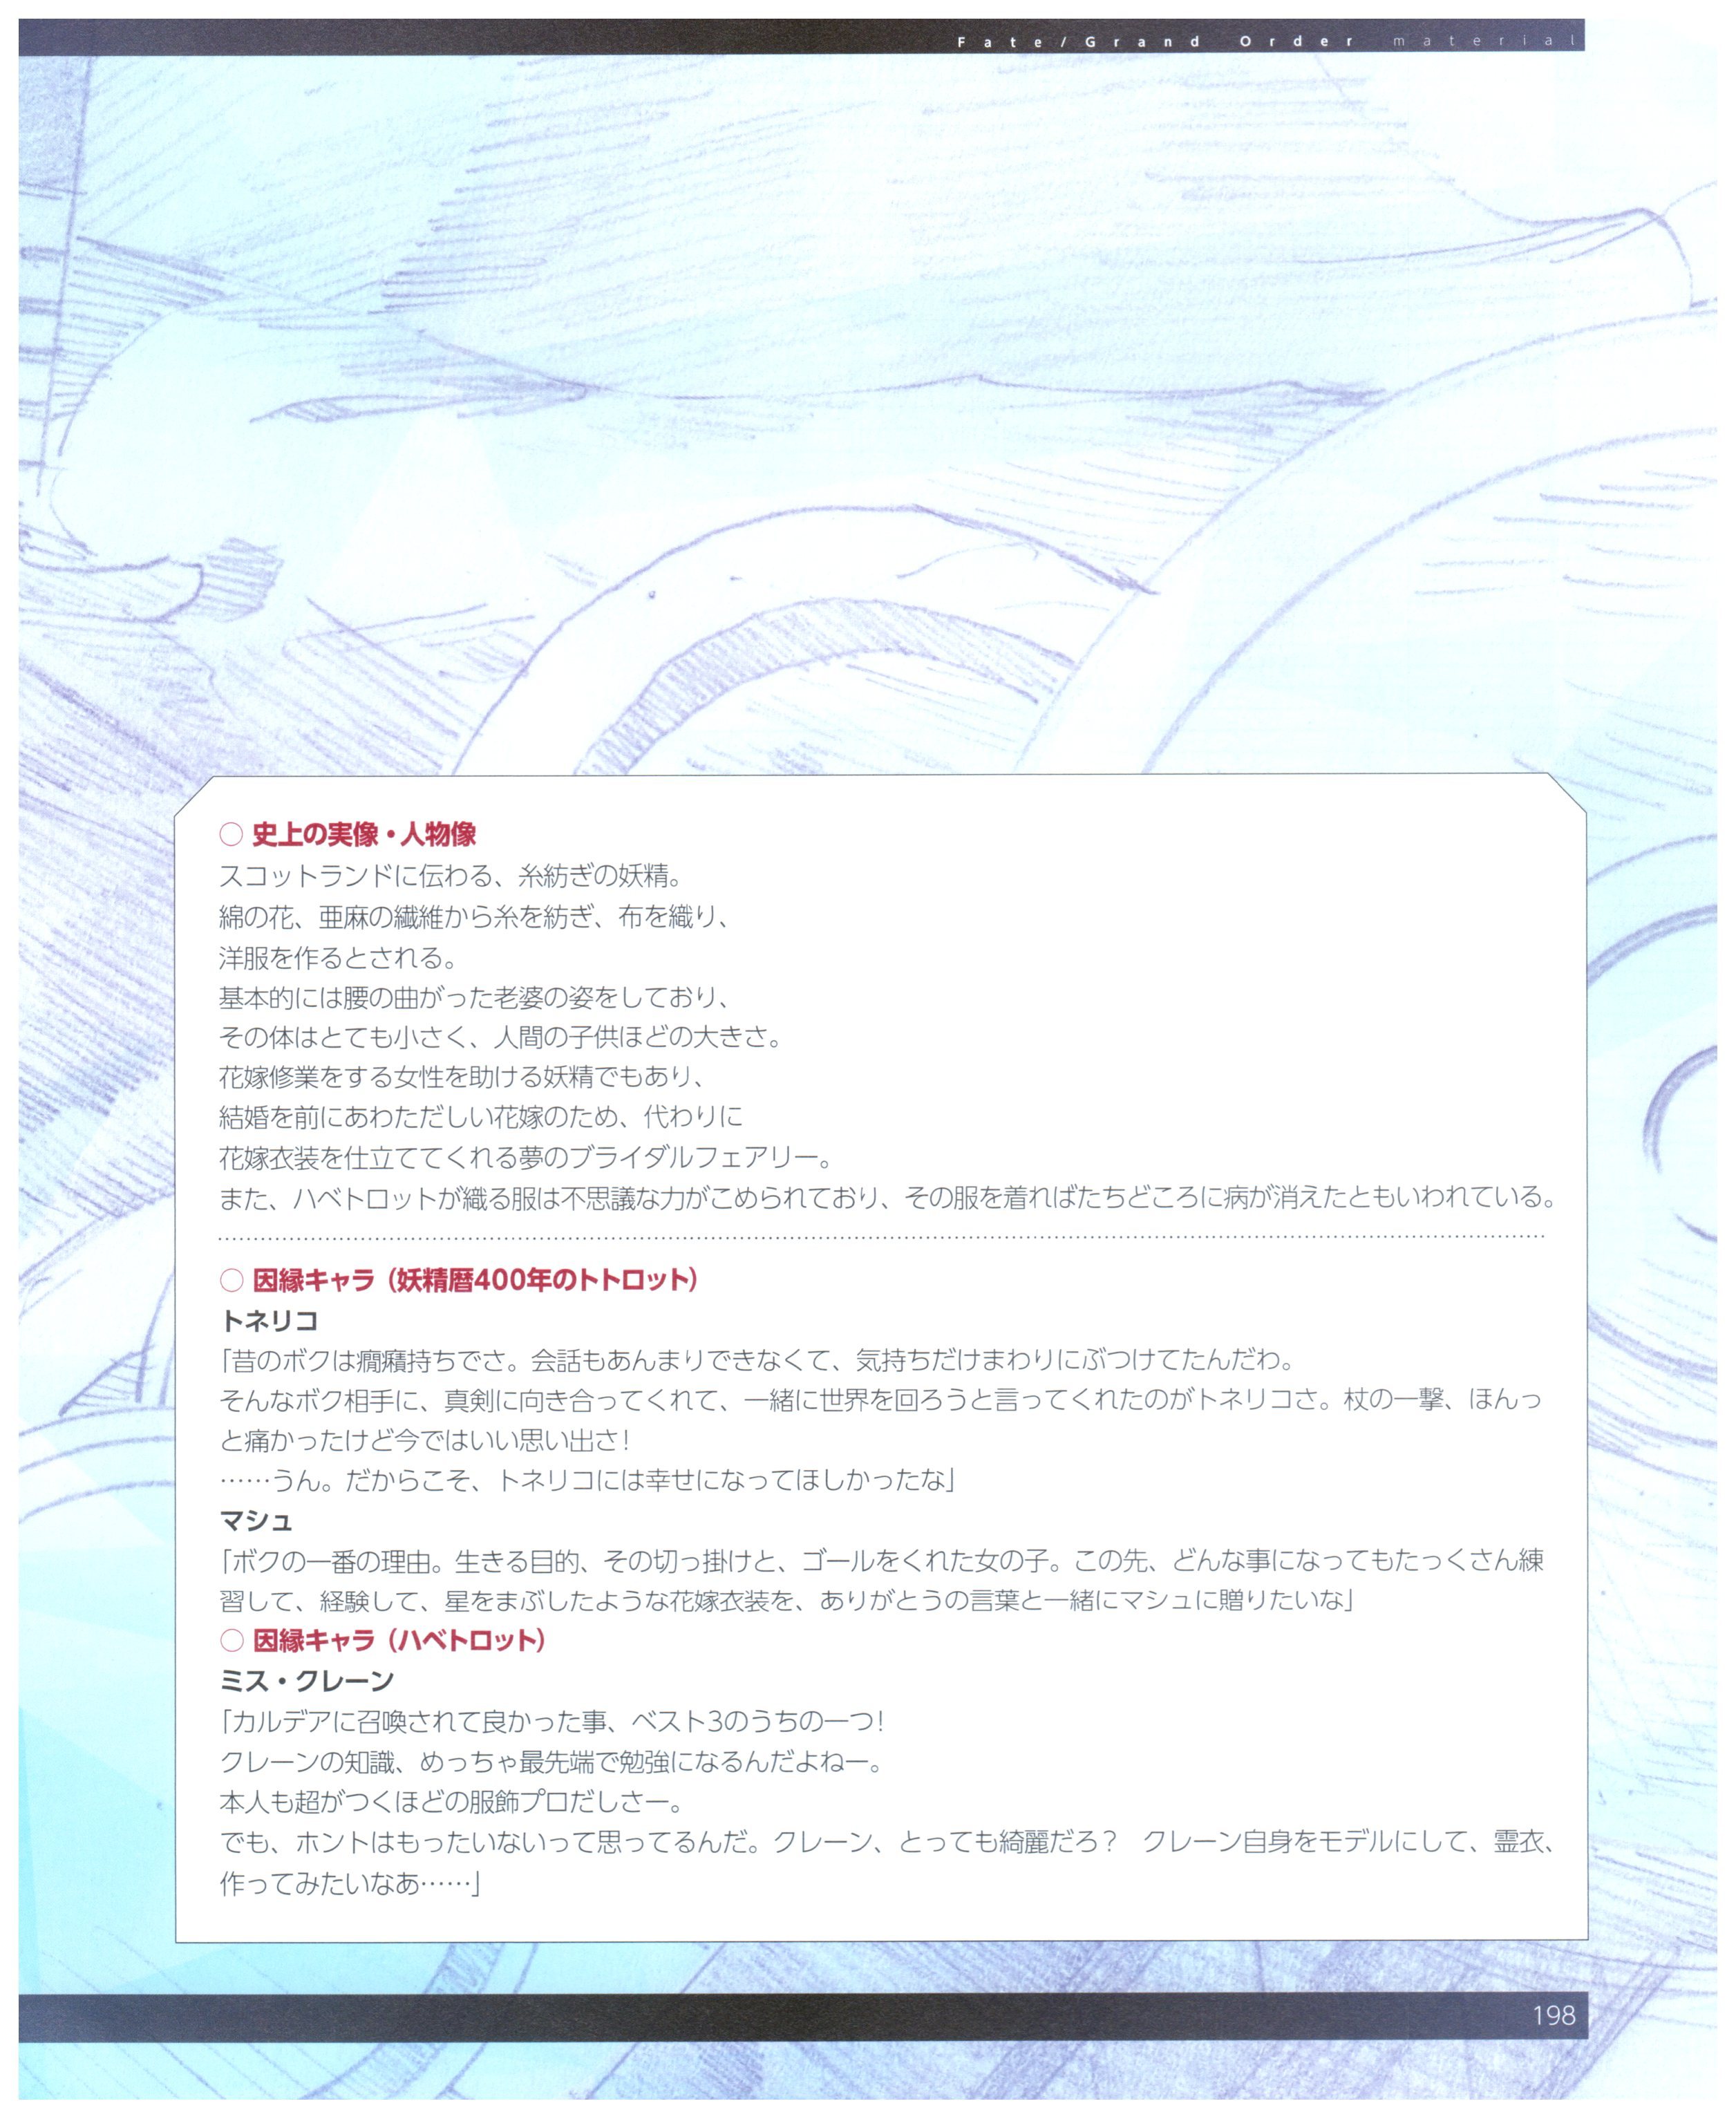 Fate/Grand Order material
○ 史上の実像・人物像
スコットランドに伝わる、糸紡ぎの妖精。
綿の花、亜麻の繊維から糸を紡ぎ、布を織り、
洋服を作るとされる。
基本的には腰の曲がった老婆の姿をしており、
その体はとても小さく、人間の子供ほどの大きさ。
花嫁修業をする女性を助ける妖精でもあり、
結婚を前にあわただしい花嫁のため、代わりに
花嫁衣装を仕立ててくれる夢のブライダルフェアリー。
また、ハベトロットが織る服は不思議な力がこめられており、その服を着ればたちどころに病が消えたともいわれている。
○ 因縁キャラ（妖精暦400年のトトロット）
トネリコ
「昔のボクは癇癪持ちでさ。会話もあんまりできなくて、気持ちだけまわりにぶつけてたんだわ。
そんなボク相手に、真剣に向き合ってくれて、一緒に世界を回ろうと言ってくれたのがトネリコさ。杖の一撃、ほんっ
と痛かったけど今ではいい思い出さ！
……うん。だからこそ、トネリコには幸せになってほしかったな」
マシュ
「ボクの一番の理由。生きる目的、その切っ掛けと、ゴールをくれた女の子。この先、どんな事になってもたっくさん練
習して、経験して、星をまぶしたような花嫁衣装を、ありがとうの言葉と一緒にマシュに贈りたいな」
○ 因縁キャラ（ハベトロット）
ミス・クレーン
「カルデアに召喚されて良かった事、ベスト3のうちの一つ！
クレーンの知識、めっちゃ最先端で勉強になるんだよねー。
本人も超がつくほどの服飾プロだしさー。
でも、ホントはもったいないって思ってるんだ。クレーン、とっても綺麗だろ？　クレーン自身をモデルにして、霊衣、
作ってみたいなあ……」
198